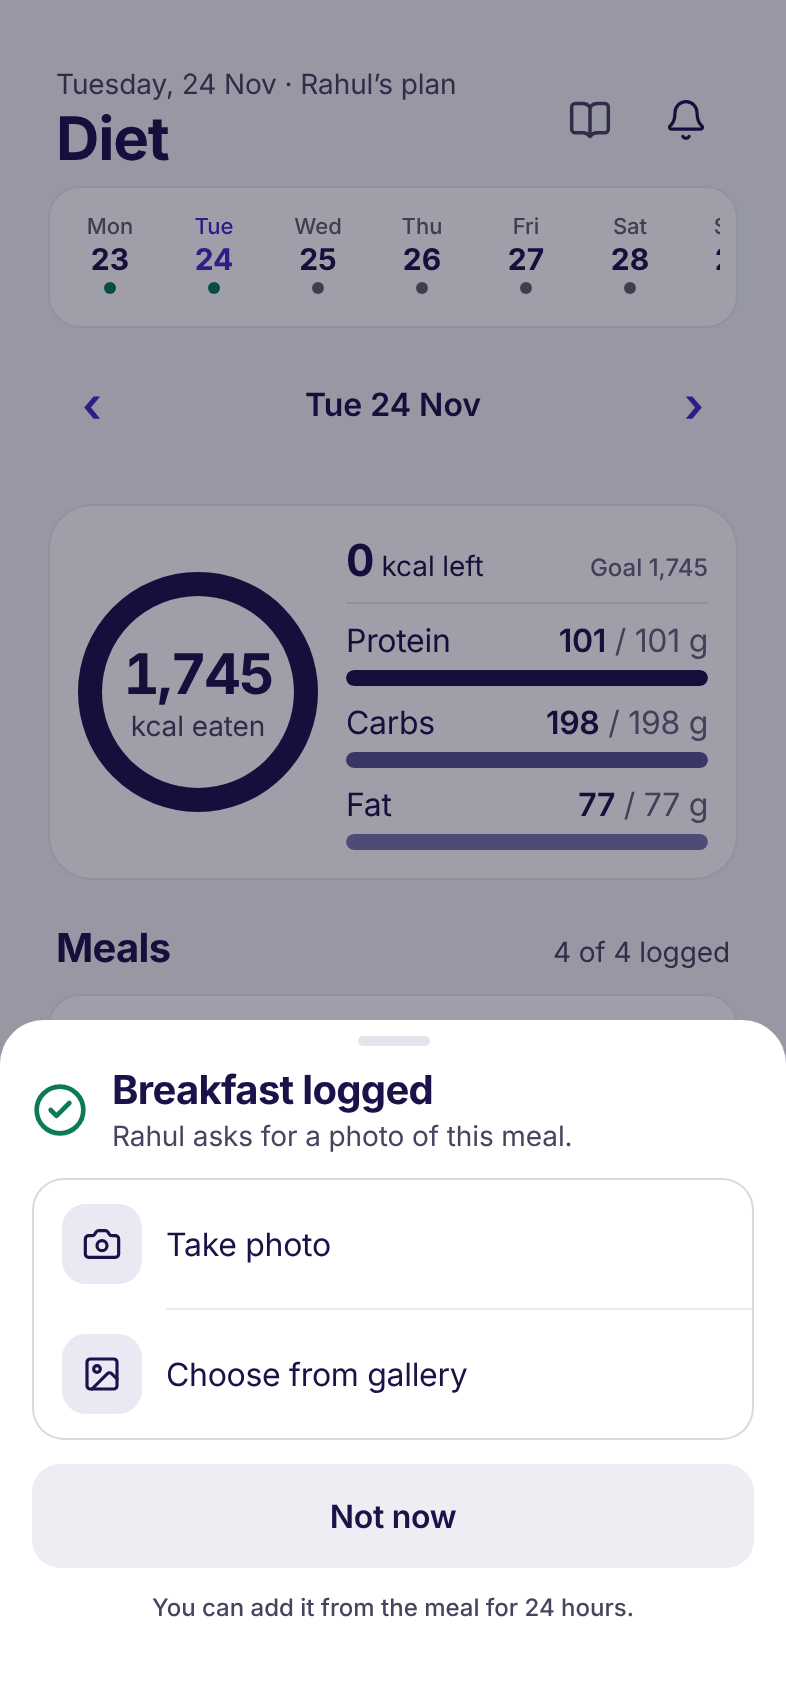 Tuesday, 24 Nov · Rahul’s plan
Diet
Mon Tue Wed Thu Fri Sat
23 24 25 26 27 28
‹ Tue 24 Nov ›
0 kcal left Goal 1,745
1,745
kcal eaten
Protein 101 / 101 g
Carbs 198 / 198 g
Fat 77 / 77 g
Meals 4 of 4 logged
Breakfast logged
Rahul asks for a photo of this meal.
Take photo
Choose from gallery
Not now
You can add it from the meal for 24 hours.